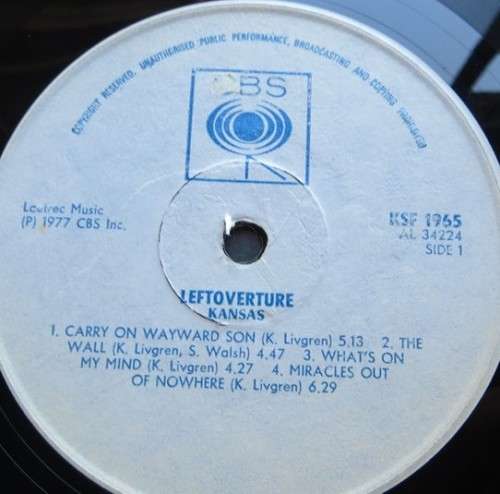 COPYRIGHT RESERVED. UNAUTHORISED PUBLIC PERFORMANCE, BROADCASTING AND COPYING PROHIBITED
CBS
Lautrec Music
(P) 1977 CBS Inc.
KSF 1965
AL 34224
SIDE 1
LEFTOVERTURE
KANSAS
1. CARRY ON WAYWARD SON (K. Livgren) 5.13 2. THE
WALL (K. Livgren, S. Walsh) 4.47 3. WHAT'S ON
MY MIND (K. Livgren) 4.27 4. MIRACLES OUT
OF NOWHERE (K. Livgren) 6.29